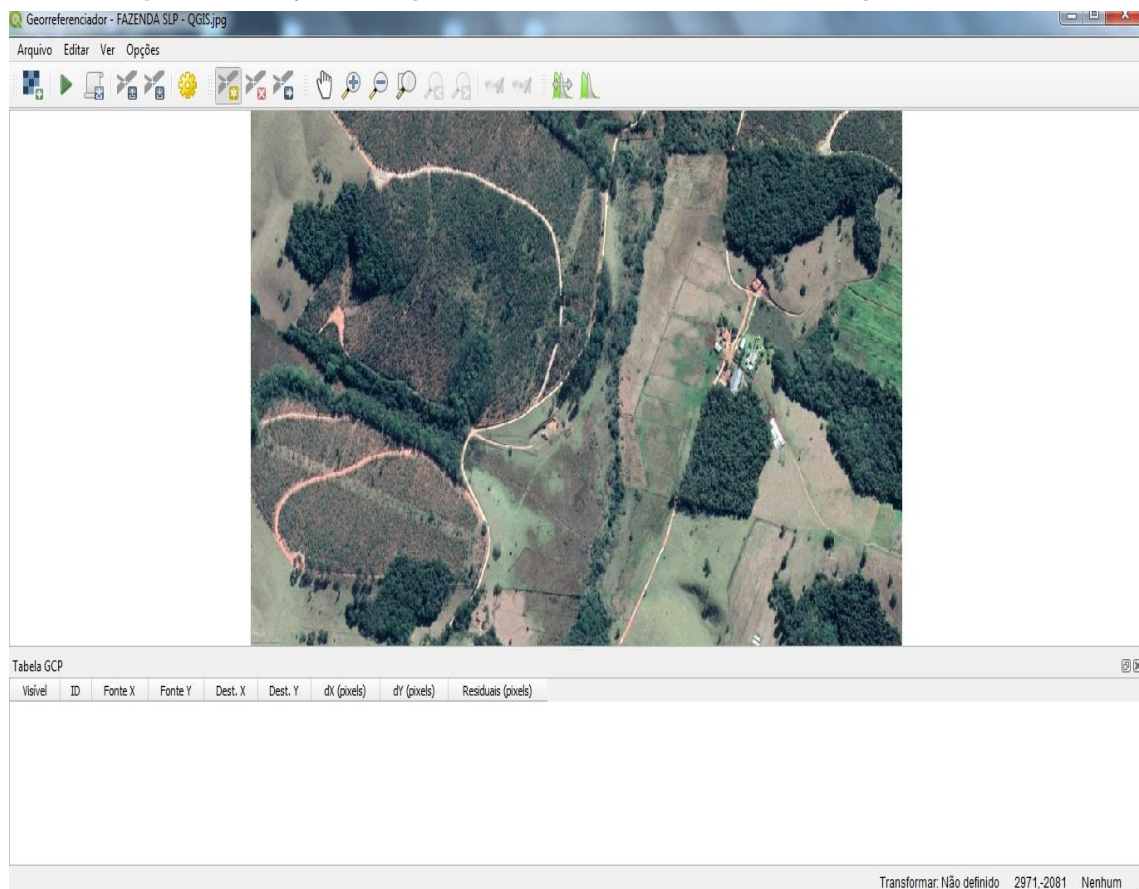 Georreferenciador - FAZENDA SLP - QGIS.jpg
Arquivo Editar Ver Opções
Tabela GCP
Visível ID Fonte X Fonte Y Dest. X Dest. Y dX (pixels) dY (pixels) Residuais (pixels)
Transformar: Não definido 2971,-2081 Nenhum